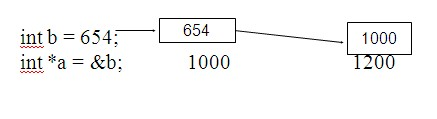 int b = 654;
654
1000
int *a = &b;
1000
1200